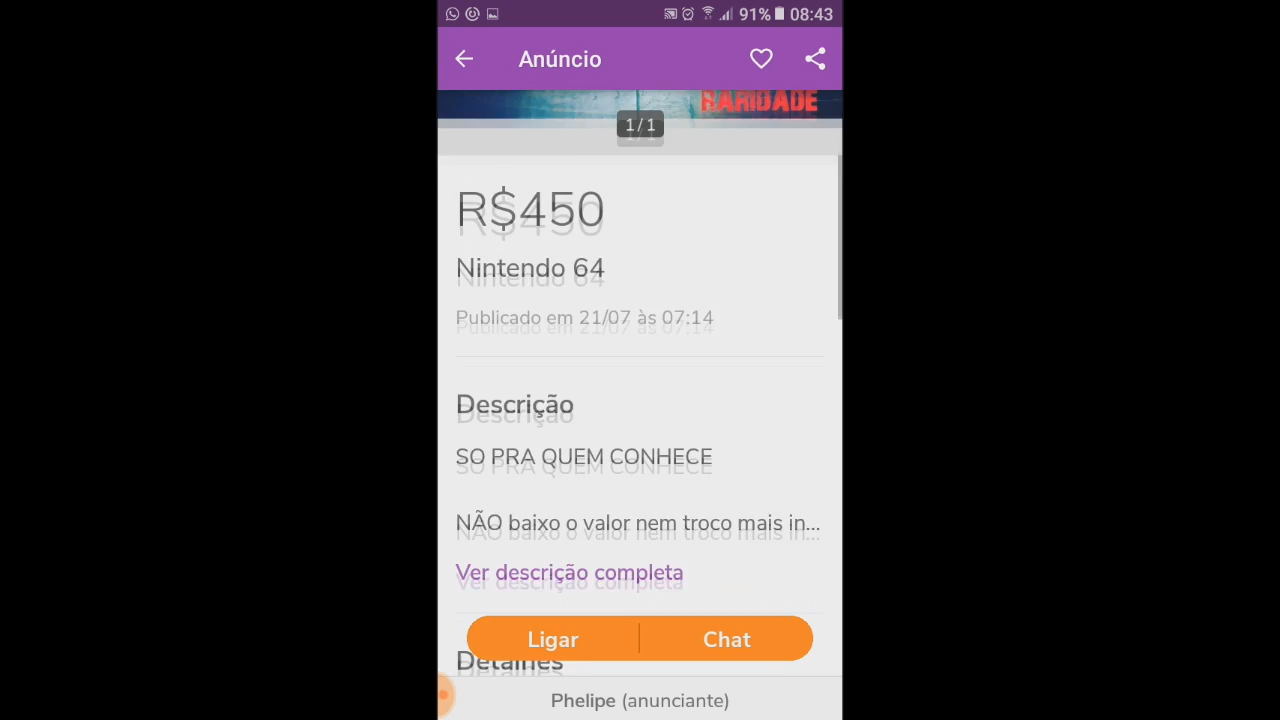 91% 08:43
Anúncio
RARIDADE
1/1
R$450
Nintendo 64
Publicado em 21/07 às 07:14
Descrição
SO PRA QUEM CONHECE
NÃO baixo o valor nem troco mais in...
Ver descrição completa
Ligar Chat
Detalhes
Phelipe (anunciante)